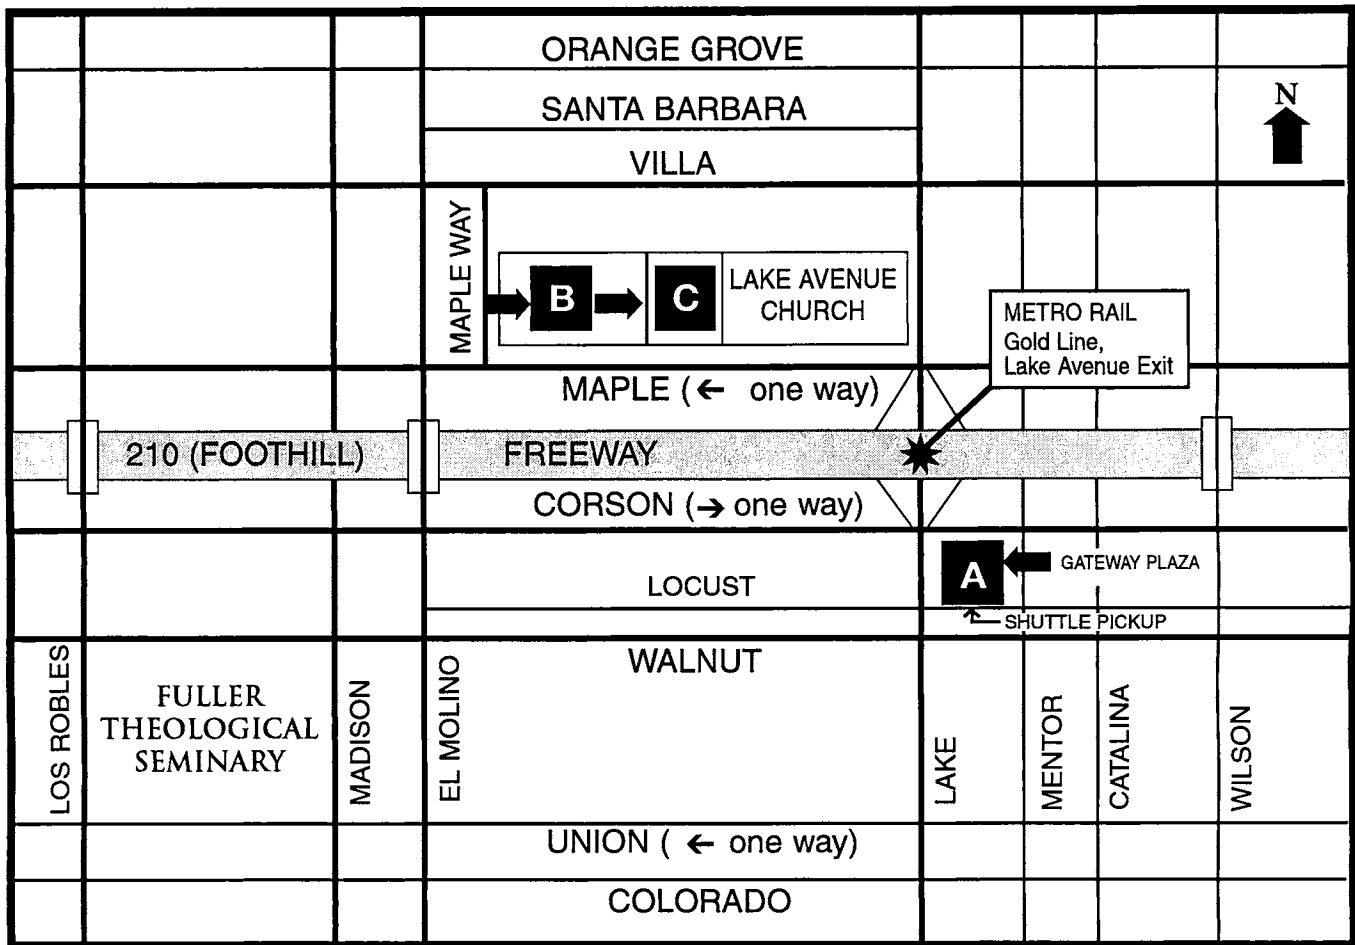 ORANGE GROVE
SANTA BARBARA
N
VILLA
MAPLE WAY
B
C
LAKE AVENUE
CHURCH
METRO RAIL
Gold Line,
Lake Avenue Exit
MAPLE (← one way)
210 (FOOTHILL)
FREEWAY
CORSON (→ one way)
A
GATEWAY PLAZA
LOCUST
SHUTTLE PICKUP
WALNUT
LOS ROBLES
FULLER
THEOLOGICAL
SEMINARY
MADISON
EL MOLINO
LAKE
MENTOR
CATALINA
WILSON
UNION ( ← one way)
COLORADO